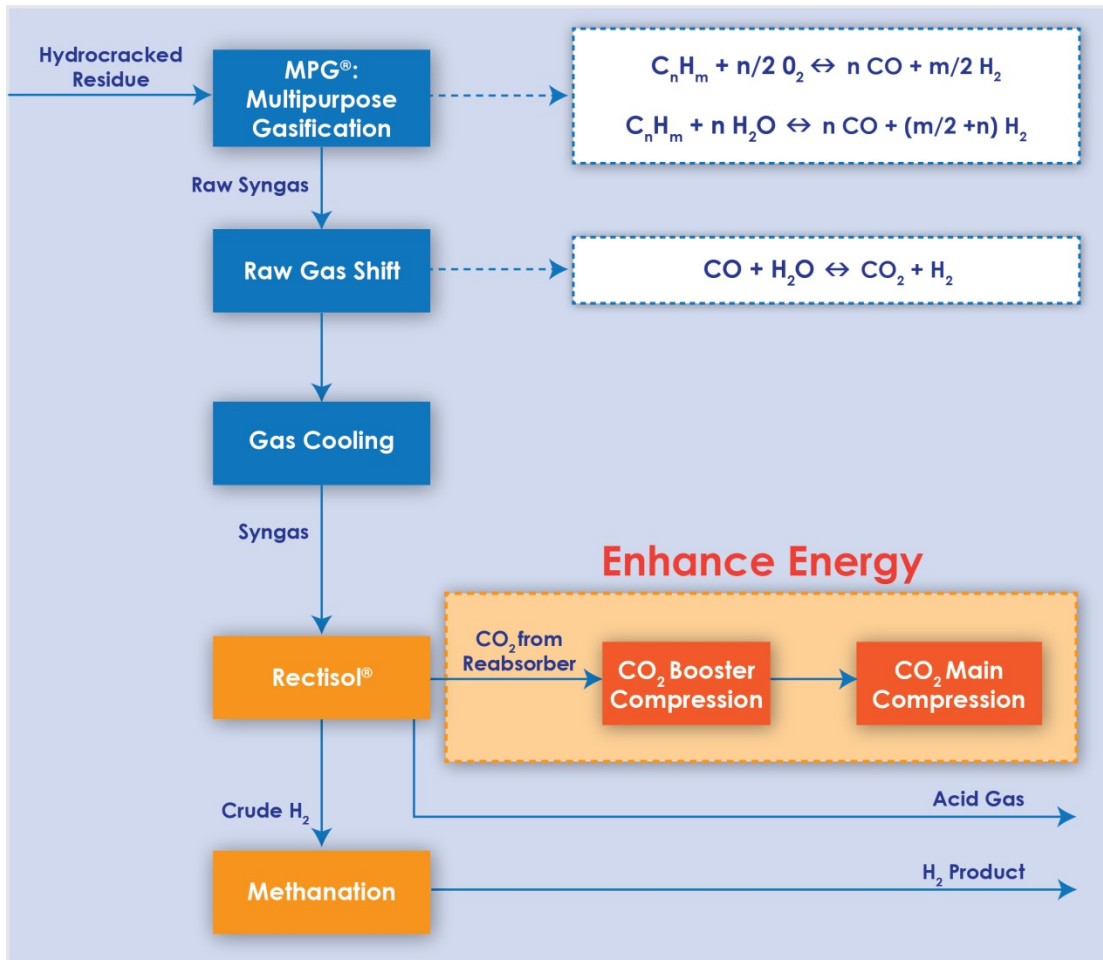 Hydrocracked
Residue
MPG®:
Multipurpose
Gasification
CₙHₘ + n/2 0₂ ⇔ n CO + m/2 H₂
CₙHₘ + n H₂O ⇔ n CO + (m/2 +n) H₂
Raw Syngas
Raw Gas Shift
CO + H₂O ⇔ CO₂ + H₂
Gas Cooling
Syngas
Enhance Energy
Rectisol®
CO₂ from
Reabsorber
CO₂ Booster
Compression
CO₂ Main
Compression
Crude H₂
Acid Gas
Methanation
H₂ Product